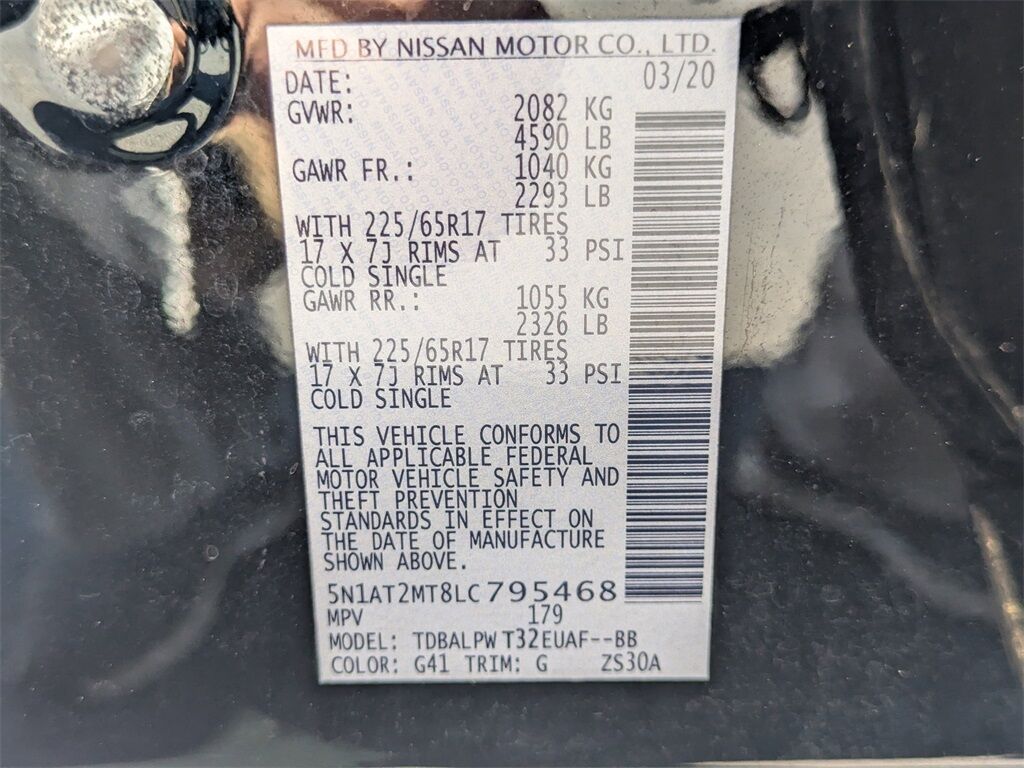 MFD BY NISSAN MOTOR CO., LTD.
DATE: 03/20
GVWR: 2082 KG
4590 LB
GAWR FR.: 1040 KG
2293 LB
WITH 225/65R17 TIRES
17 X 7J RIMS AT 33 PSI
COLD SINGLE
GAWR RR.: 1055 KG
2326 LB
WITH 225/65R17 TIRES
17 X 7J RIMS AT 33 PSI
COLD SINGLE
THIS VEHICLE CONFORMS TO
ALL APPLICABLE FEDERAL
MOTOR VEHICLE SAFETY AND
THEFT PREVENTION
STANDARDS IN EFFECT ON
THE DATE OF MANUFACTURE
SHOWN ABOVE.
5N1AT2MT8LC795468
MPV 179
MODEL: TDBALPW T32EUAF--BB
COLOR: G41 TRIM: G ZS30A